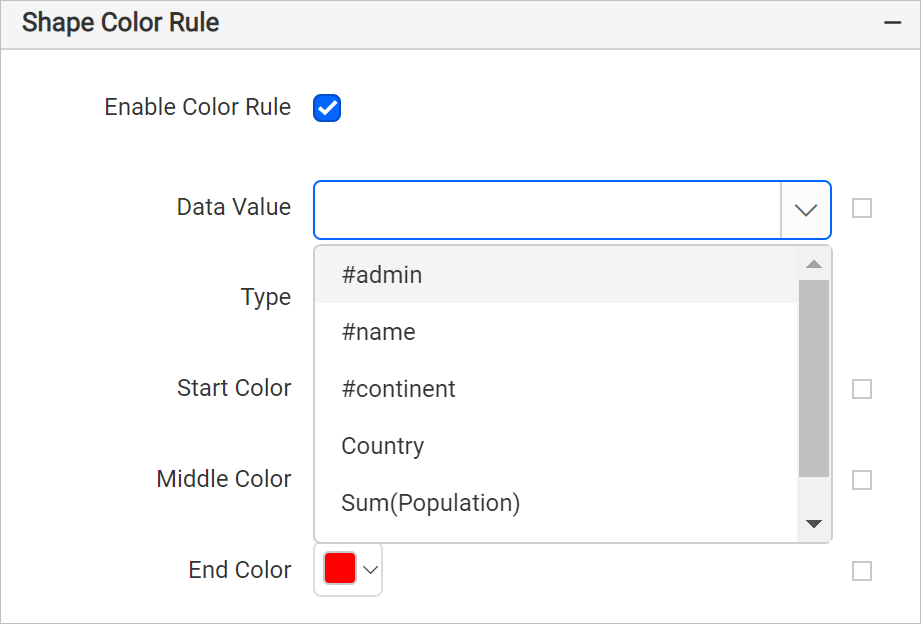 Shape Color Rule
Enable Color Rule
Data Value
#admin
Type
#name
#continent
Start Color
Country
Middle Color
Sum(Population)
End Color